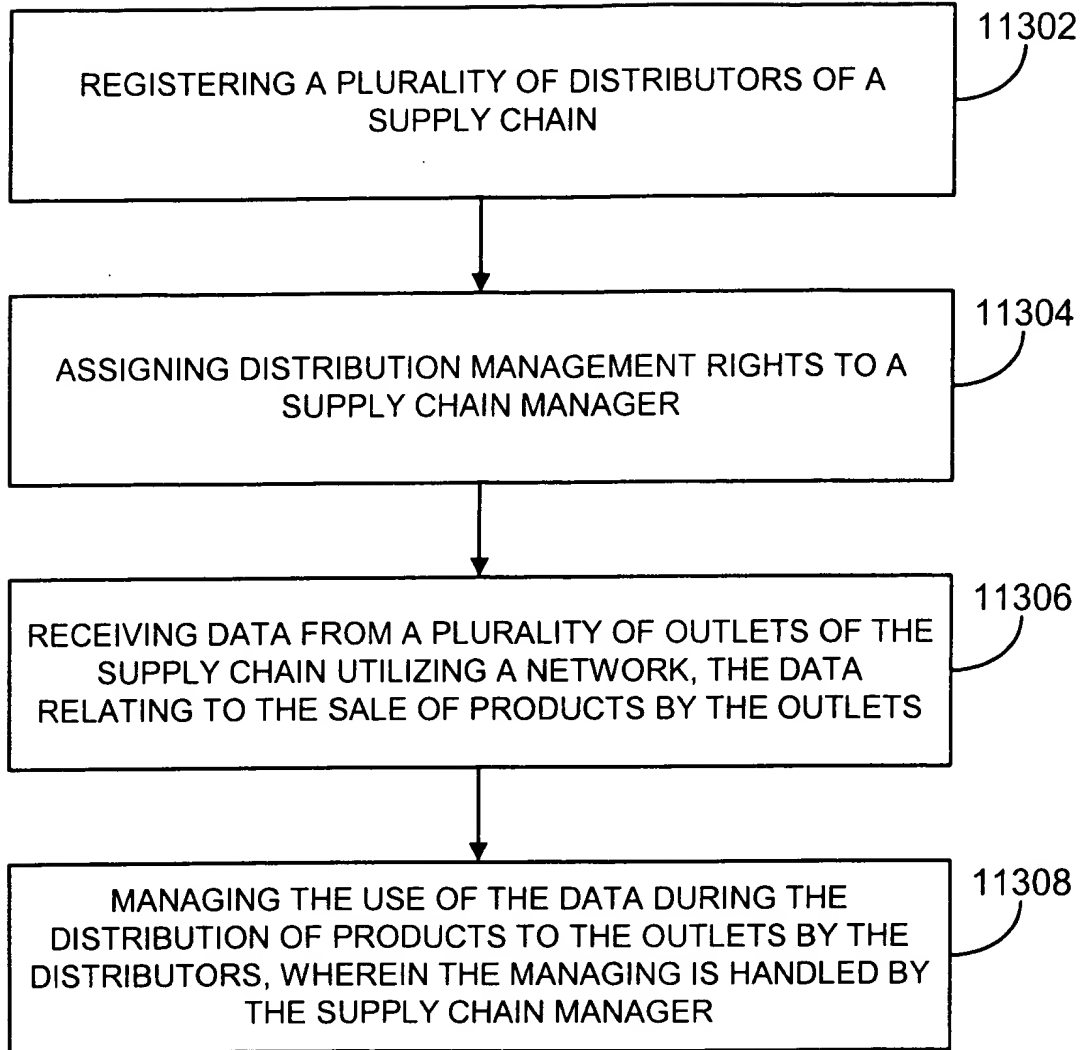 11302
REGISTERING A PLURALITY OF DISTRIBUTORS OF A
SUPPLY CHAIN
11304
ASSIGNING DISTRIBUTION MANAGEMENT RIGHTS TO A
SUPPLY CHAIN MANAGER
11306
RECEIVING DATA FROM A PLURALITY OF OUTLETS OF THE
SUPPLY CHAIN UTILIZING A NETWORK, THE DATA
RELATING TO THE SALE OF PRODUCTS BY THE OUTLETS
11308
MANAGING THE USE OF THE DATA DURING THE
DISTRIBUTION OF PRODUCTS TO THE OUTLETS BY THE
DISTRIBUTORS, WHEREIN THE MANAGING IS HANDLED BY
THE SUPPLY CHAIN MANAGER